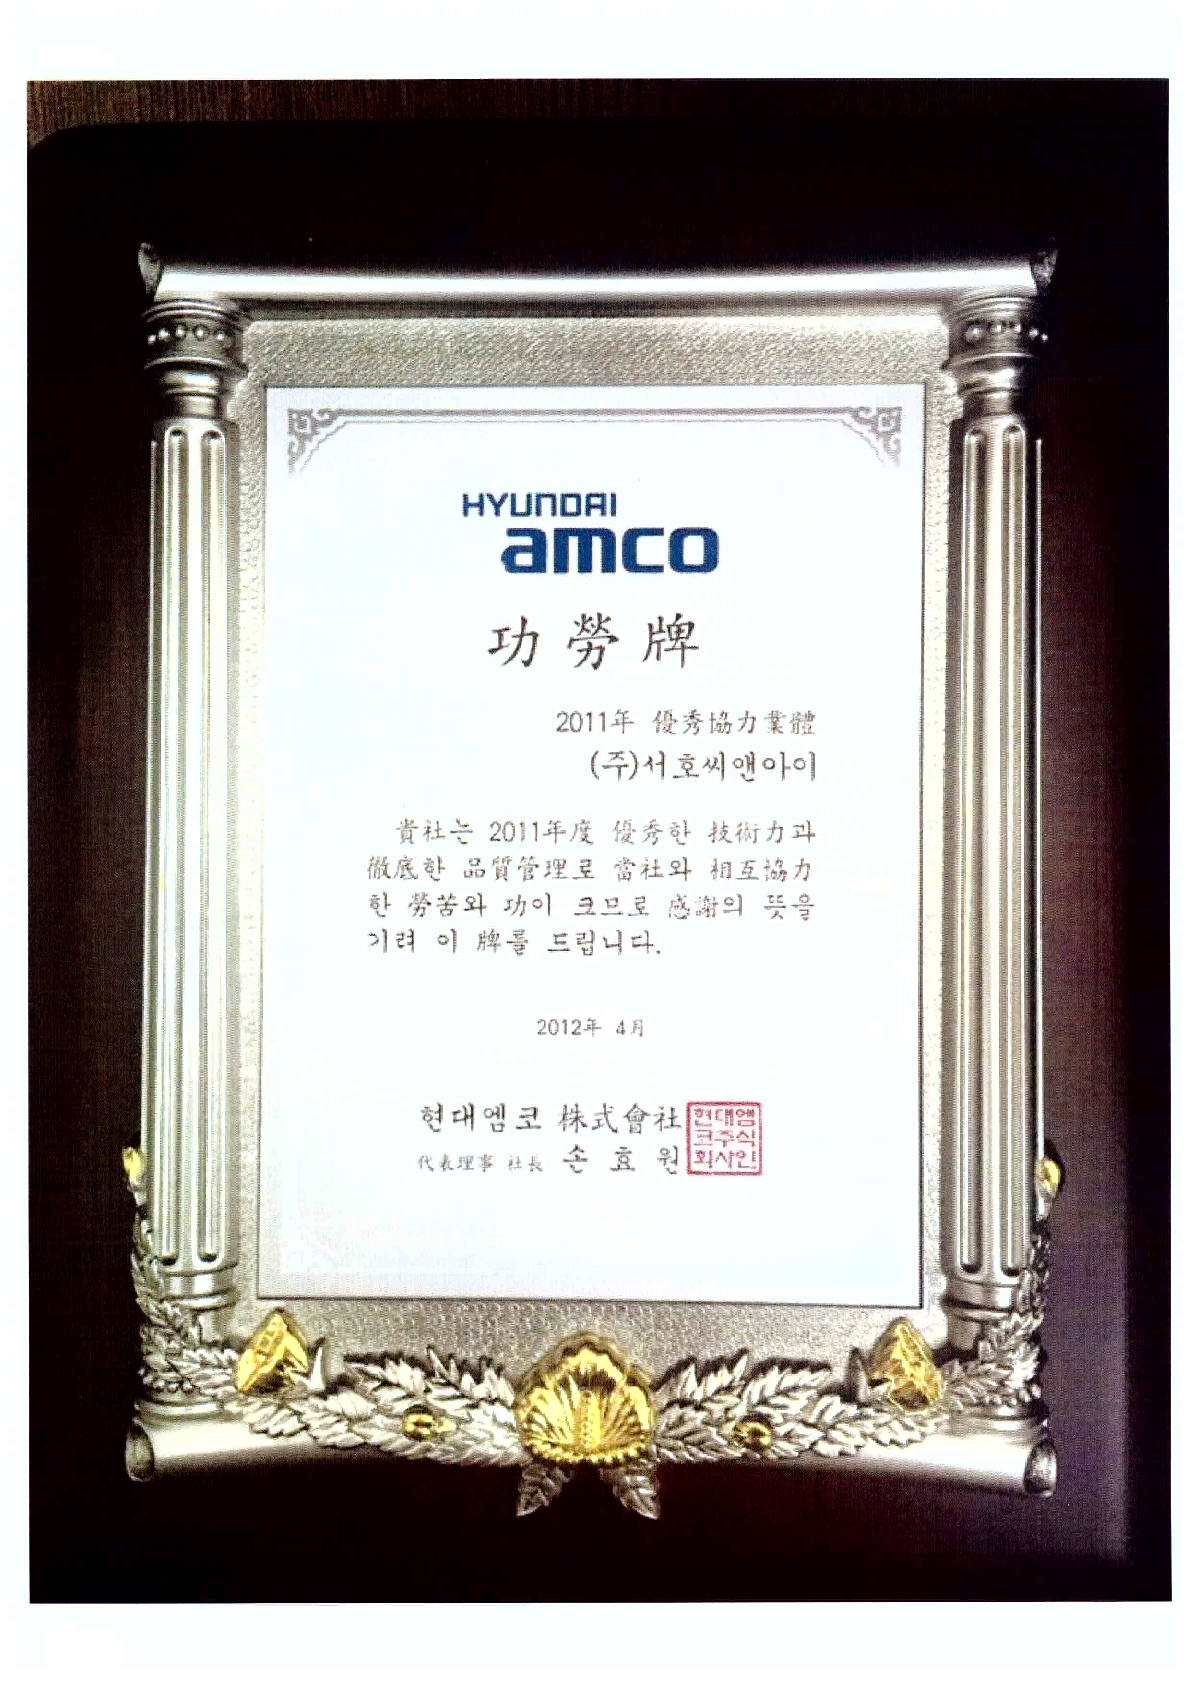 HYUNDAI
amco
功勞牌
2011年 優秀協力業體
(주)서호씨앤아이
貴社는 2011年度 優秀한 技術力과
徹底한 品質管理로 當社와 相互協力
한 勞苦와 功이 크므로 感謝의 뜻을
기려 이 牌를 드립니다.
2012年 4月
현대엠코 株式會社
代表理事 社長 손효원
현대엠
코주식
회사인